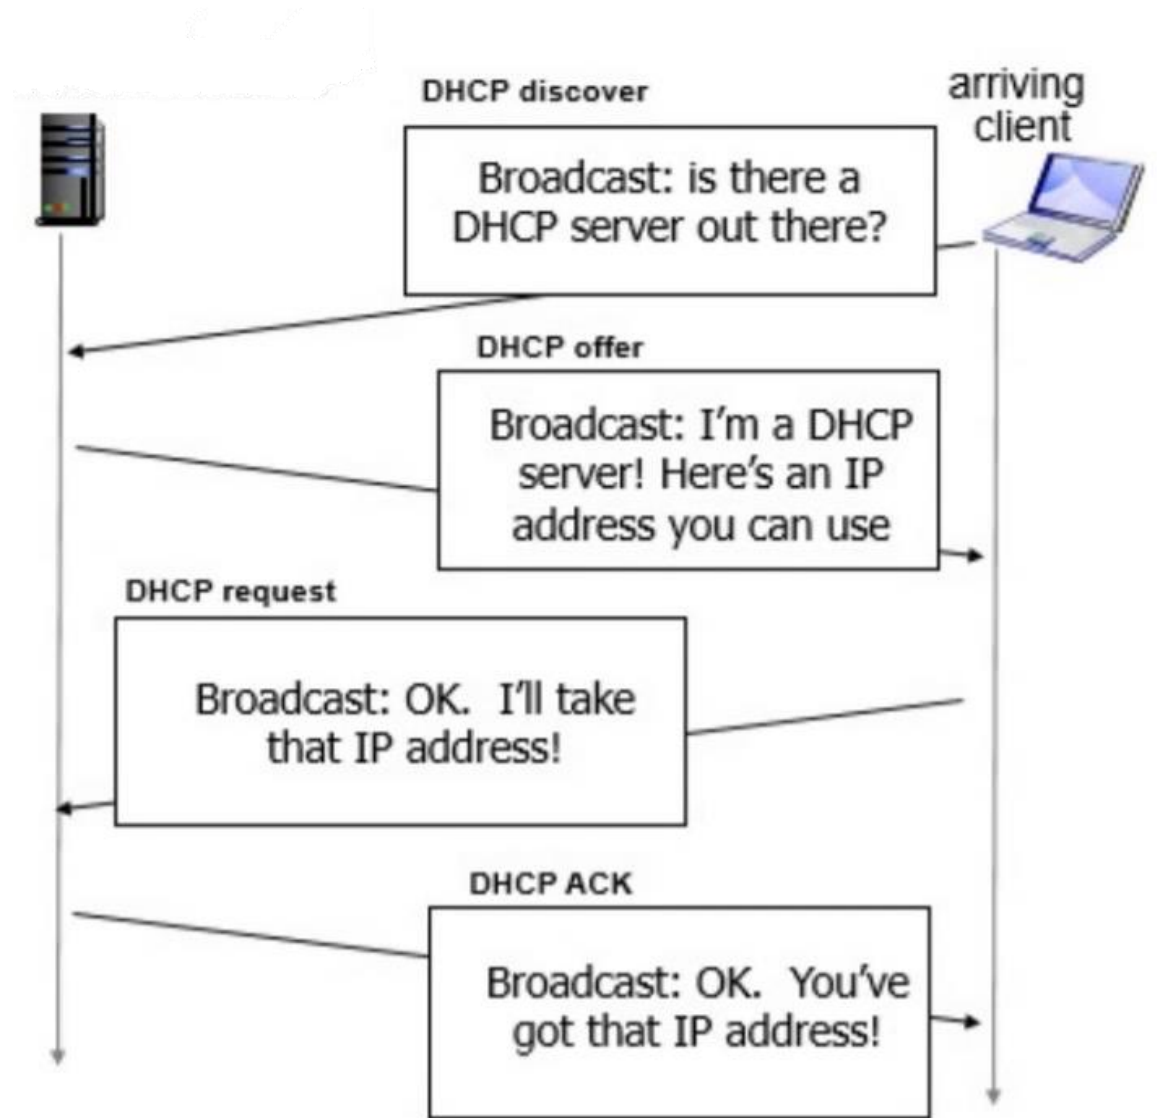 DHCP discover
arriving
client
Broadcast: is there a
DHCP server out there?
DHCP offer
Broadcast: I'm a DHCP
server! Here's an IP
address you can use
DHCP request
Broadcast: OK.  I'll take
that IP address!
DHCP ACK
Broadcast: OK.  You've
got that IP address!